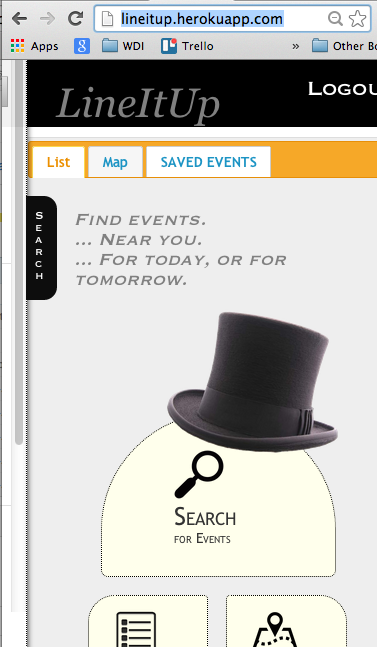 lineitup.herokuapp.com
Apps 8 WDI Trello » Other Bo
LineItUp
LOGOU
List Map SAVED EVENTS
SEARCH
FIND EVENTS.
... NEAR YOU.
... FOR TODAY, OR FOR
TOMORROW.
SEARCH
FOR EVENTS